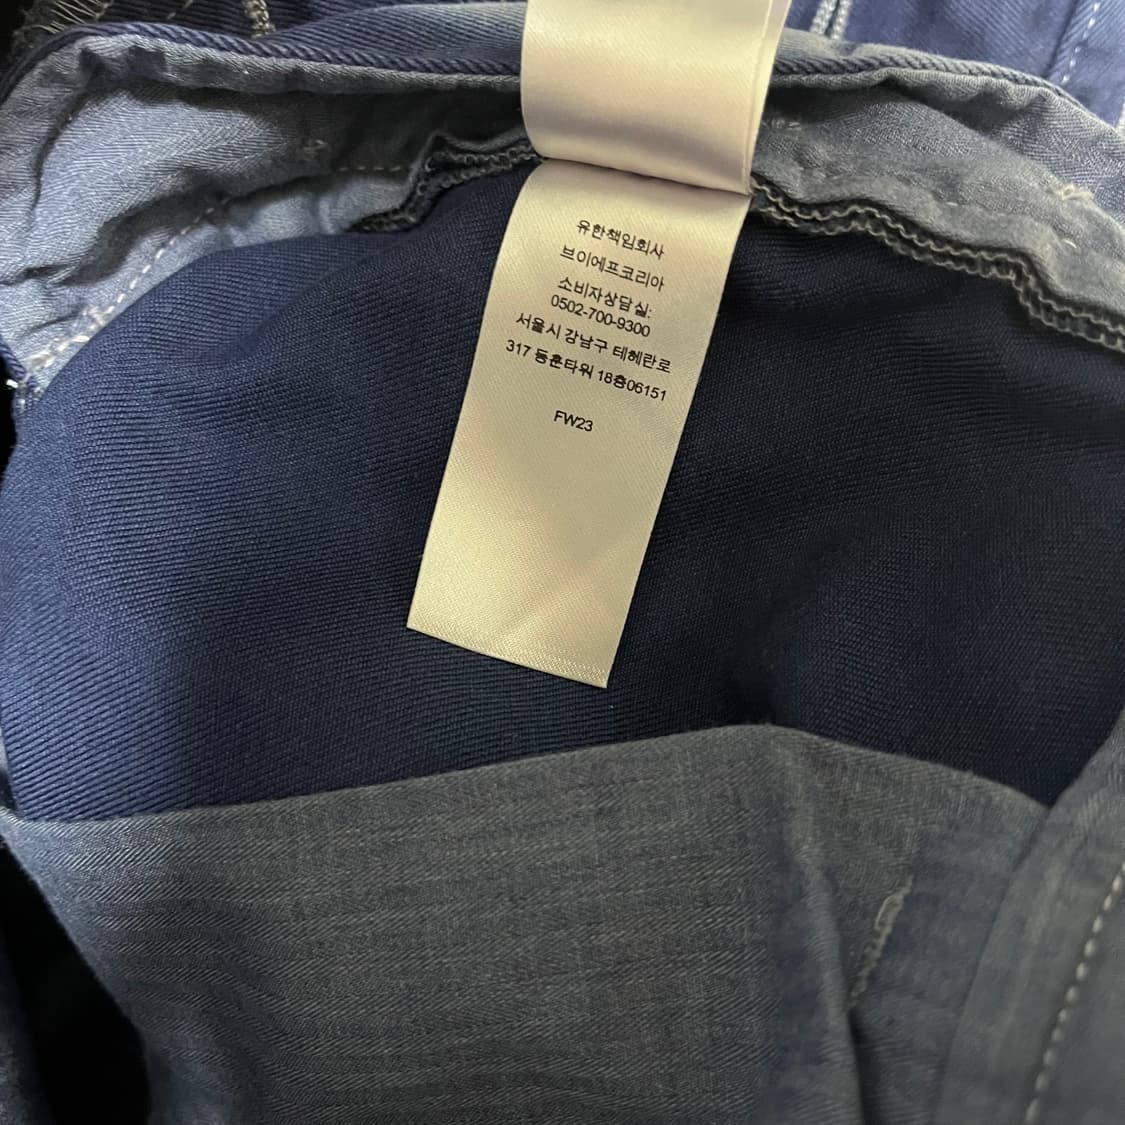 유한책임회사
브이에프코리아
소비자상담실:
0502-700-9300
서울시 강남구 테헤란로
317 동훈타워 18층06151
FW23